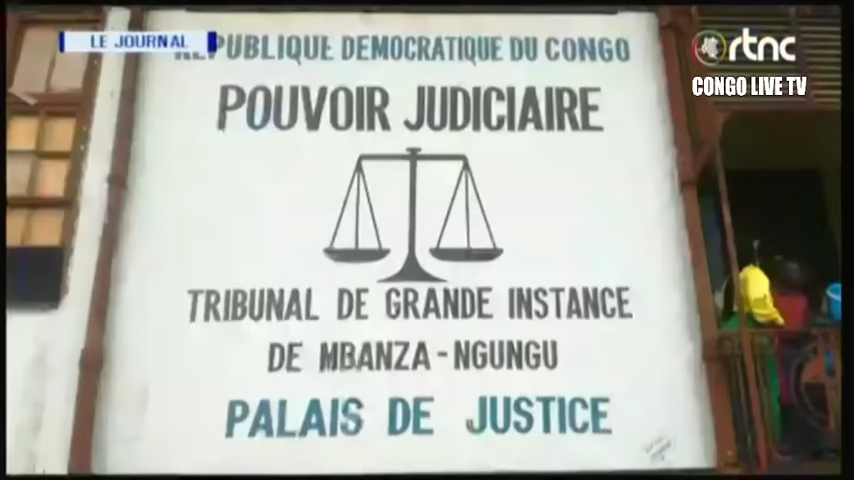 LE JOURNAL
RÉPUBLIQUE DEMOCRATIQUE DU CONGO
rtnc
CONGO LIVE TV
POUVOIR JUDICIAIRE
TRIBUNAL DE GRANDE INSTANCE
DE MBANZA-NGUNGU
PALAIS DE JUSTICE